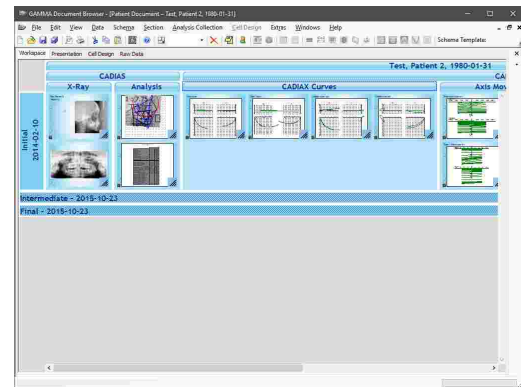 GAMMA Document Browser - [Patient Document - Test, Patient 2, 1980-01-31]
File Edit View Data Schema Section Analysis Collection Cell Design Extras Windows Help
Schema Template:
Workspace Presentation Cell Design Raw Data
Test, Patient 2, 1980-01-31
CADIAS
CA
X-Ray Analysis CADIAX Curves Axis Mov
Initial
2014-02-10
Intermediate - 2015-10-23
Final - 2015-10-23